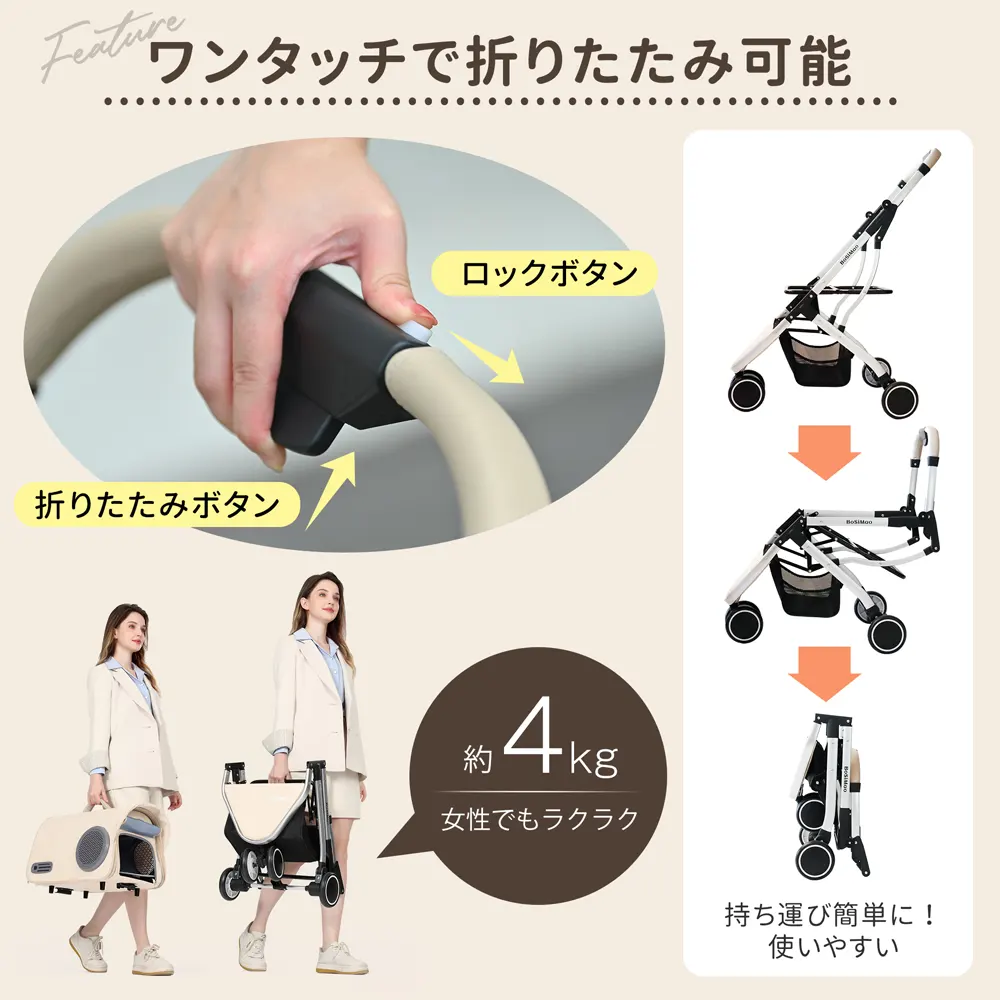 Feature
ワンタッチで折りたたみ可能
ロックボタン
折りたたみボタン
BoSiMoo
BoSiMoo
BoSiMoo
約4kg
女性でもラクラク
持ち運び簡単に！
使いやすい